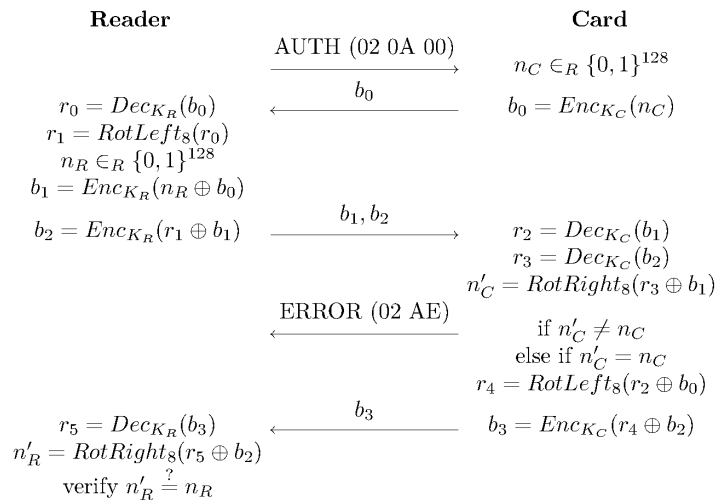 Reader Card
AUTH (02 0A 00)
n_C ∈_R {0, 1}^128
b_0
r_0 = Dec_{K_R}(b_0) b_0 = Enc_{K_C}(n_C)
r_1 = RotLeft_8(r_0)
n_R ∈_R {0, 1}^128
b_1 = Enc_{K_R}(n_R ⊕ b_0)
b_1, b_2
b_2 = Enc_{K_R}(r_1 ⊕ b_1) r_2 = Dec_{K_C}(b_1)
r_3 = Dec_{K_C}(b_2)
n'_C = RotRight_8(r_3 ⊕ b_1)
ERROR (02 AE)
if n'_C ≠ n_C
else if n'_C = n_C
r_4 = RotLeft_8(r_2 ⊕ b_0)
b_3
r_5 = Dec_{K_R}(b_3) b_3 = Enc_{K_C}(r_4 ⊕ b_2)
n'_R = RotRight_8(r_5 ⊕ b_2)
verify n'_R ≟ n_R